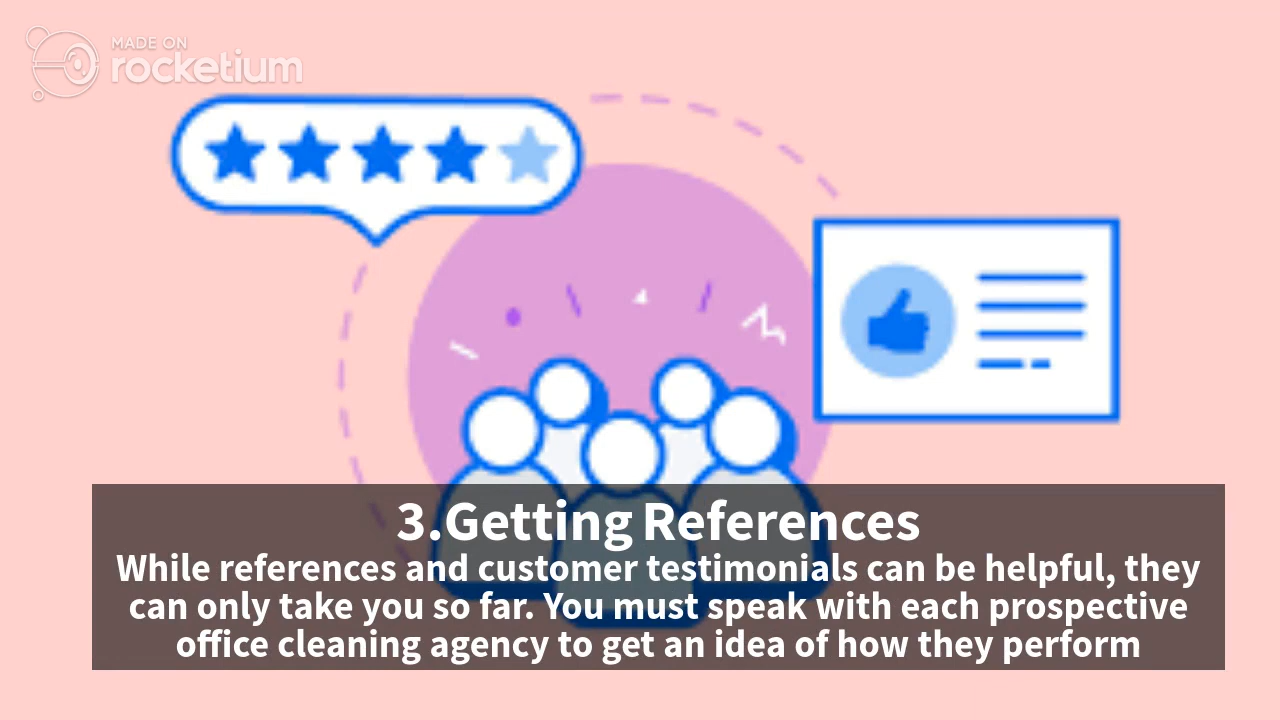 MADE ON
rocketium
3.Getting References
While references and customer testimonials can be helpful, they
can only take you so far. You must speak with each prospective
office cleaning agency to get an idea of how they perform